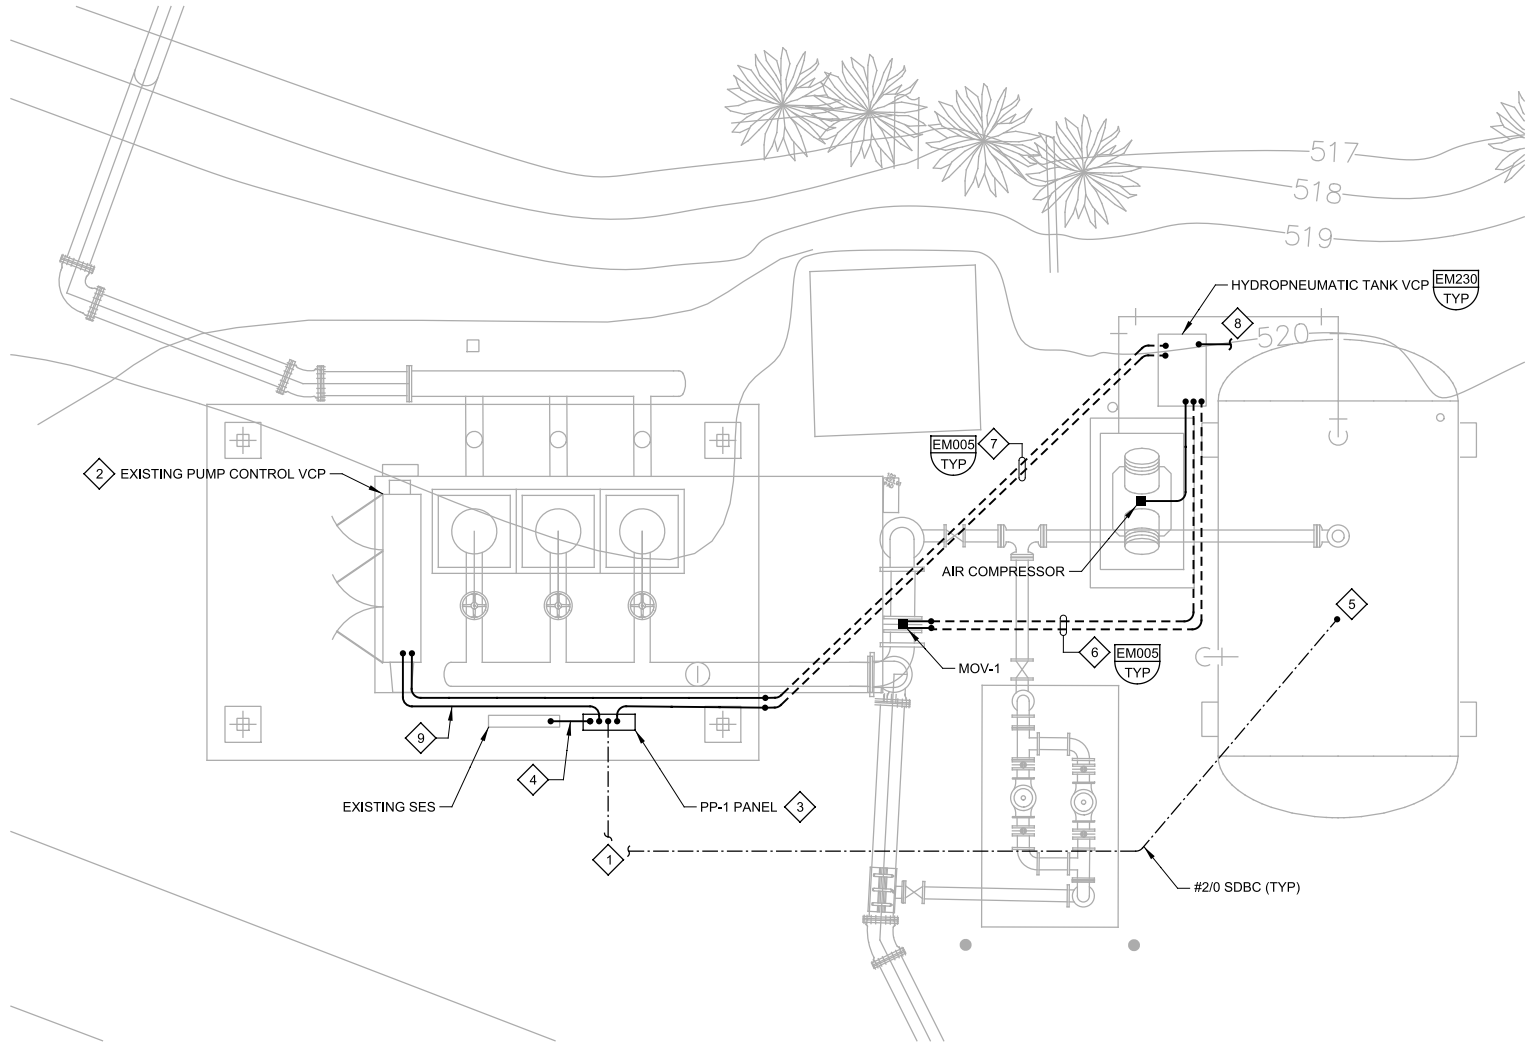 517
518
519
HYDROPNEUMATIC TANK VCP
EM230
TYP
8
520
EM005
TYP
7
2
EXISTING PUMP CONTROL VCP
AIR COMPRESSOR
5
6
EM005
TYP
MOV-1
9
4
EXISTING SES
PP-1 PANEL
3
1
#2/0 SDBC (TYP)